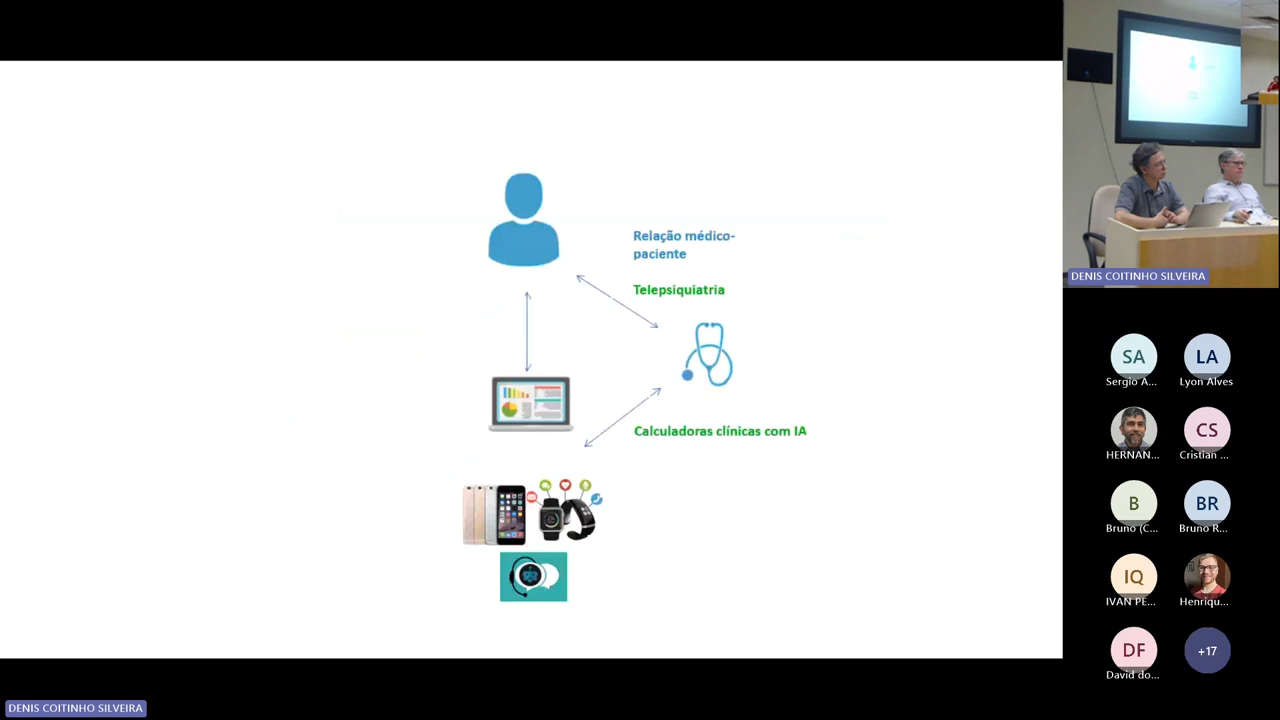 Relação médico-
paciente
Telepsiquiatria
Calculadoras clínicas com IA
DENIS COITINHO SILVEIRA
SA
LA
Sergio A...
Lyon Alves
CS
HERNAN...
Cristian ...
B
BR
Bruno (C...
Bruno R...
IQ
IVAN PE...
Henriqu...
DF
+17
David do...
DENIS COITINHO SILVEIRA